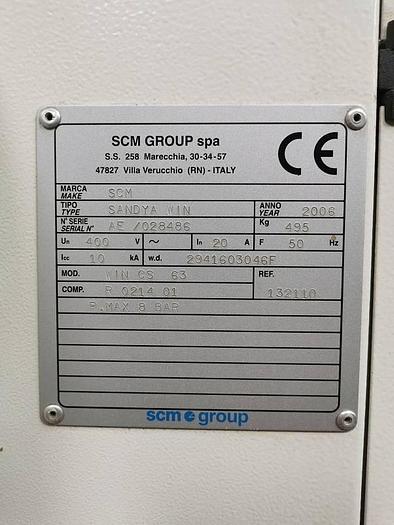 SCM GROUP spa
S.S. 258 Marecchia, 30-34-57
47827 Villa Verucchio (RN) - ITALY
CE
MARCA MAKE SCM
TIPO TYPE SANDYA WIN ANNO YEAR 2006
N° SERIE SERIAL N° AE /028486 Kg 495
Un 400 V ~ In 20 A F 50 Hz
Icc 10 kA w.d. 2941603046F
MOD. WIN CS 63 REF.
COMP. R 0214 01 132110
P.MAX 8 BAR
scm group